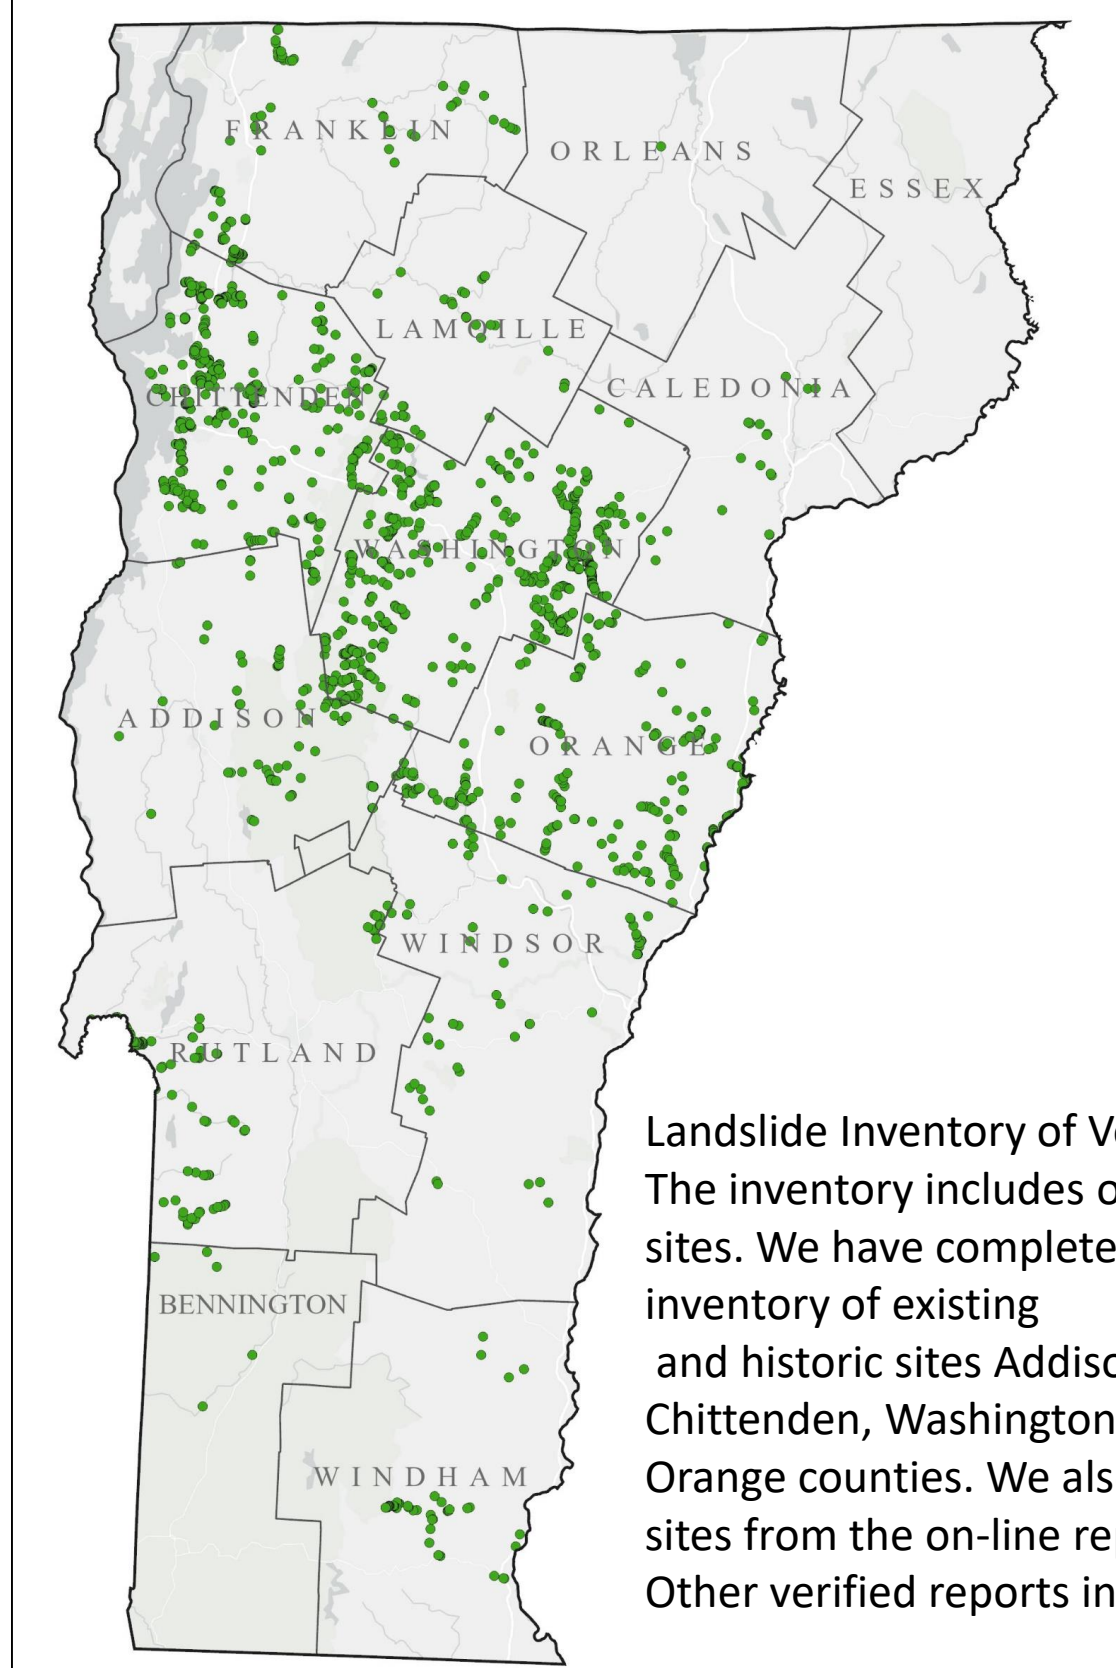 FRANKLIN
ORLEANS
ESSEX
LAMOILLE
CHITTENDEN
CALEDONIA
WASHINGTON
ADDISON
ORANGE
WINDSOR
RUTLAND
Landslide Inventory of V
The inventory includes o
sites. We have complete
inventory of existing
and historic sites Addis
Chittenden, Washington
Orange counties. We als
sites from the on-line re
Other verified reports in
BENNINGTON
WINDHAM